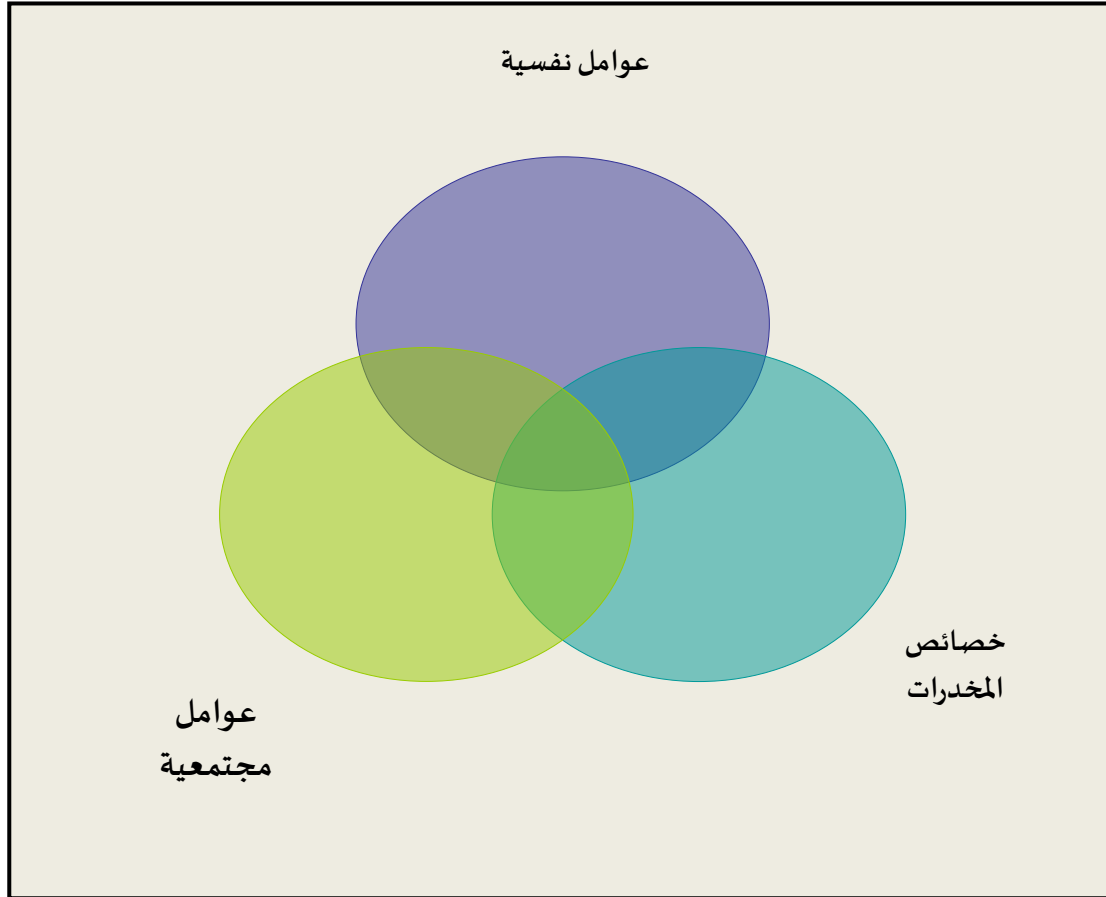 عوامل نفسية
خصائص
المخدرات
عوامل
مجتمعية